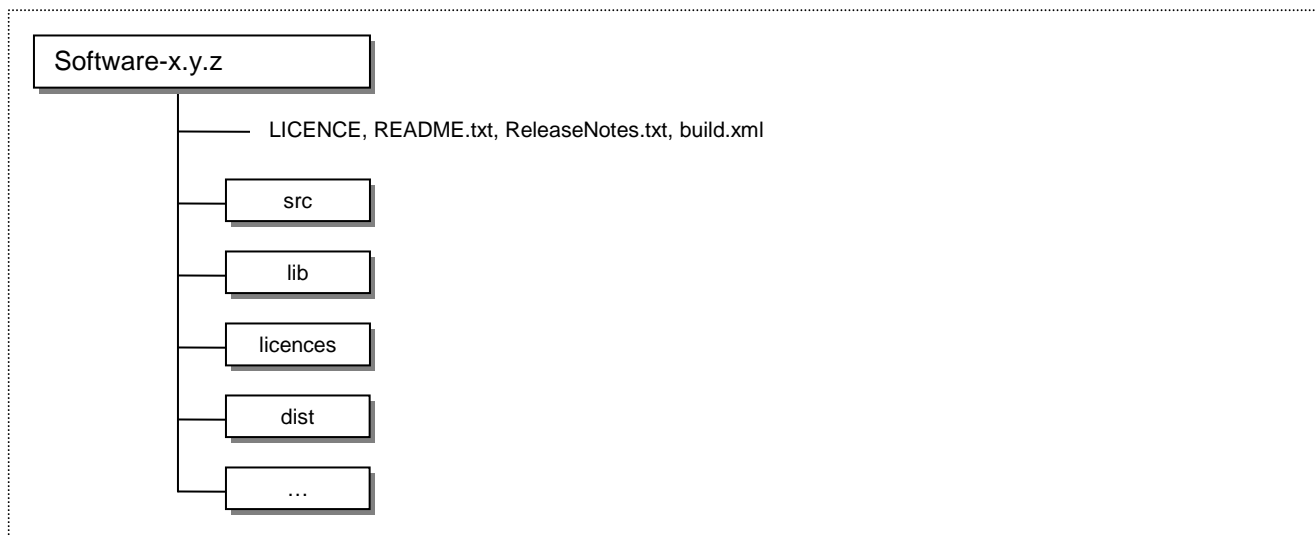 Software-x.y.z
LICENCE, README.txt, ReleaseNotes.txt, build.xml
src
lib
licences
dist
…